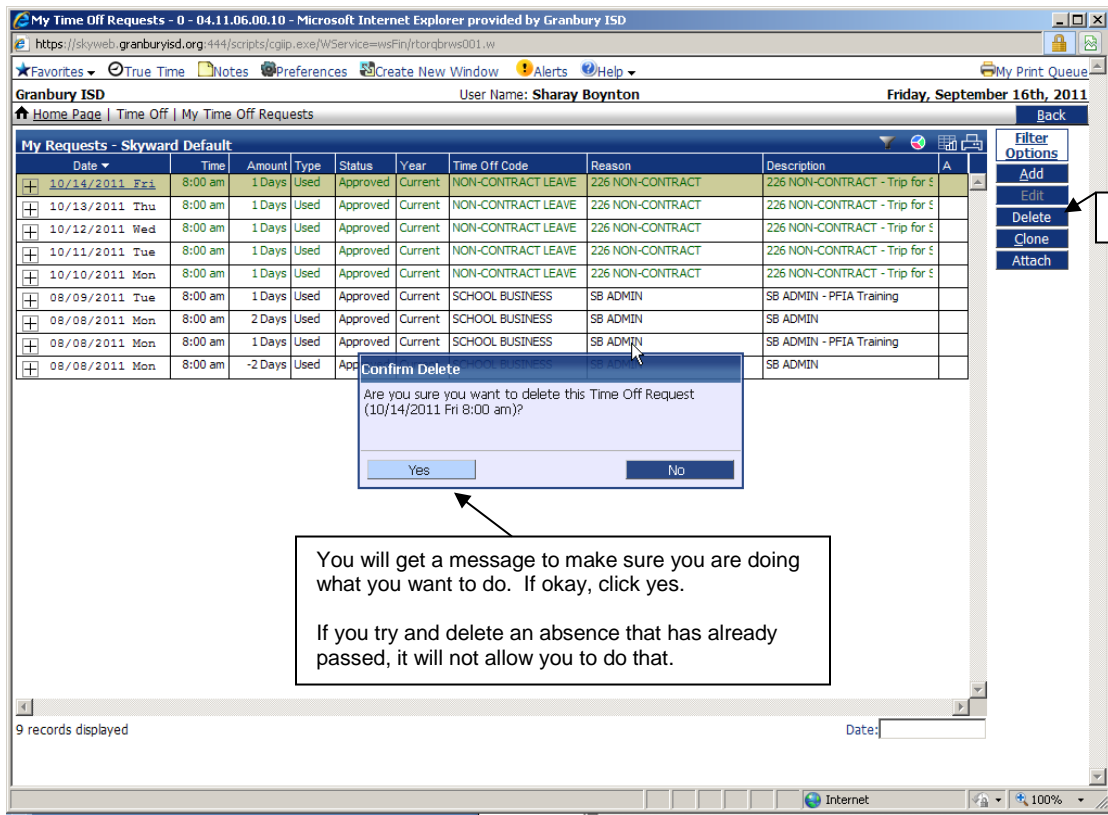 My Time Off Requests - 0 - 04.11.06.00.10 - Microsoft Internet Explorer provided by Granbury ISD
https://skyweb.granburyisd.org:444/scripts/cgiip.exe/WService=wsFin/rtorqbrws001.w
Favorites True Time Notes Preferences Create New Window Alerts Help My Print Queue
Granbury ISD User Name: Sharay Boynton Friday, September 16th, 2011
Home Page | Time Off | My Time Off Requests Back
My Requests - Skyward Default
Filter Options
Date Time Amount Type Status Year Time Off Code Reason Description A
10/14/2011 Fri 8:00 am 1 Days Used Approved Current NON-CONTRACT LEAVE 226 NON-CONTRACT 226 NON-CONTRACT - Trip for S
10/13/2011 Thu 8:00 am 1 Days Used Approved Current NON-CONTRACT LEAVE 226 NON-CONTRACT 226 NON-CONTRACT - Trip for S
10/12/2011 Wed 8:00 am 1 Days Used Approved Current NON-CONTRACT LEAVE 226 NON-CONTRACT 226 NON-CONTRACT - Trip for S
10/11/2011 Tue 8:00 am 1 Days Used Approved Current NON-CONTRACT LEAVE 226 NON-CONTRACT 226 NON-CONTRACT - Trip for S
10/10/2011 Mon 8:00 am 1 Days Used Approved Current NON-CONTRACT LEAVE 226 NON-CONTRACT 226 NON-CONTRACT - Trip for S
08/09/2011 Tue 8:00 am 1 Days Used Approved Current SCHOOL BUSINESS SB ADMIN SB ADMIN - PFIA Training
08/08/2011 Mon 8:00 am 2 Days Used Approved Current SCHOOL BUSINESS SB ADMIN SB ADMIN
08/08/2011 Mon 8:00 am 1 Days Used Approved Current SCHOOL BUSINESS SB ADMIN SB ADMIN - PFIA Training
08/08/2011 Mon 8:00 am -2 Days Used App SCHOOL BUSINESS SB ADMIN SB ADMIN
Add
Edit
Delete
Clone
Attach
Confirm Delete
Are you sure you want to delete this Time Off Request
(10/14/2011 Fri 8:00 am)?
Yes No
You will get a message to make sure you are doing
what you want to do. If okay, click yes.
If you try and delete an absence that has already
passed, it will not allow you to do that.
9 records displayed Date:
Internet 100%